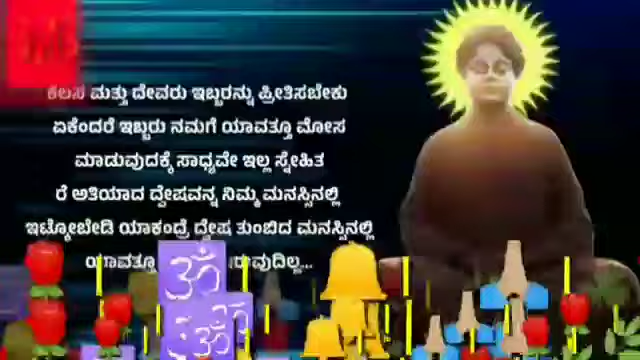 ಕೆಲಸ ಮತ್ತು ದೇವರು ಇಬ್ಬರನ್ನು ಪ್ರೀತಿಸಬೇಕು
ಏಕೆಂದರೆ ಇಬ್ಬರು ನಮಗೆ ಯಾವತ್ತೂ ಮೋಸ
ಮಾಡುವುದಕ್ಕೆ ಸಾಧ್ಯವೇ ಇಲ್ಲ ಸ್ನೇಹಿತ
ರೆ ಅತಿಯಾದ ದ್ವೇಷವನ್ನ ನಿಮ್ಮ ಮನಸ್ಸಿನಲ್ಲಿ
ಇಟ್ಕೋಬೇಡಿ ಯಾಕಂದ್ರೆ ದ್ವೇಷ ತುಂಬಿದ ಮನಸ್ಸಿನಲ್ಲಿ
ಯಾವತ್ತೂ
ॐ
ॐ
ॐ